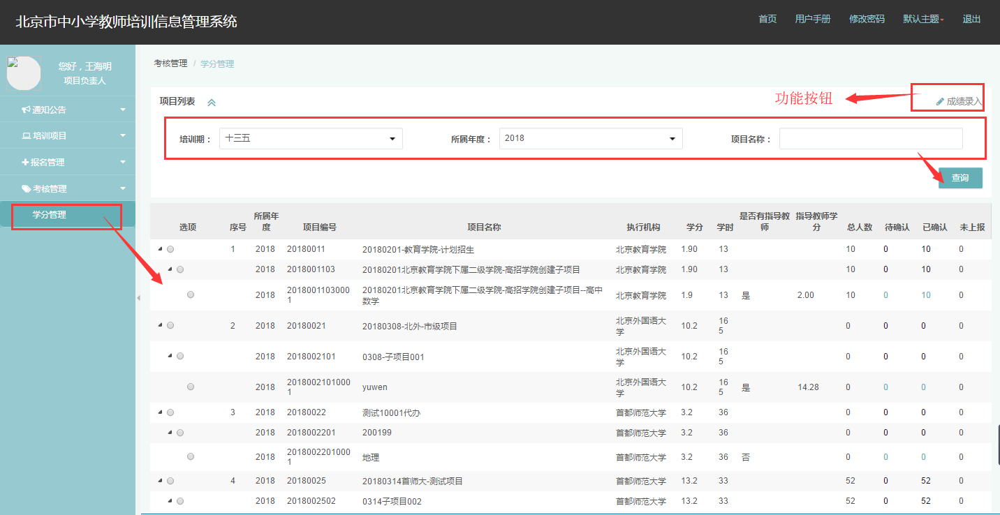 北京市中小学教师培训信息管理系统
首页 用户手册 修改密码 默认主题 退出
您好，王海明
项目负责人
通知公告
培训项目
报名管理
考核管理
学分管理
考核管理 / 学分管理
项目列表
功能按钮
成绩录入
培训期： 十三五 所属年度： 2018 项目名称：
查询
选项 序号 所属年度 项目编号 项目名称 执行机构 学分 学时 是否有指导教师 指导教师学分 总人数 待确认 已确认 未上报
1 2018 20180011 20180201-教育学院-计划招生 北京教育学院 1.90 13 10 0 10 0
2018 2018001103 20180201北京教育学院下属二级学院-高招学院创建子项目 北京教育学院 1.90 13 10 0 10 0
2018 20180011030001 20180201北京教育学院下属二级学院-高招学院创建子项目--高中数学 北京教育学院 1.9 13 是 2.00 10 0 10 0
2 2018 20180021 20180308-北外-市级项目 北京外国语大学 10.2 165 0 0 0 0
2018 2018002101 0308-子项目001 北京外国语大学 10.2 165 0 0 0 0
2018 20180021010001 yuwen 北京外国语大学 10.2 165 是 14.28 0 0 0 0
3 2018 20180022 测试10001代办 首都师范大学 3.2 36 0 0 0 0
2018 2018002201 200199 首都师范大学 3.2 36 0 0 0 0
2018 20180022010001 地理 首都师范大学 3.2 36 否 0 0 0 0
4 2018 20180025 20180314首师大-测试项目 首都师范大学 13.2 33 52 0 52 0
2018 2018002502 0314子项目002 首都师范大学 13.2 33 52 0 52 0